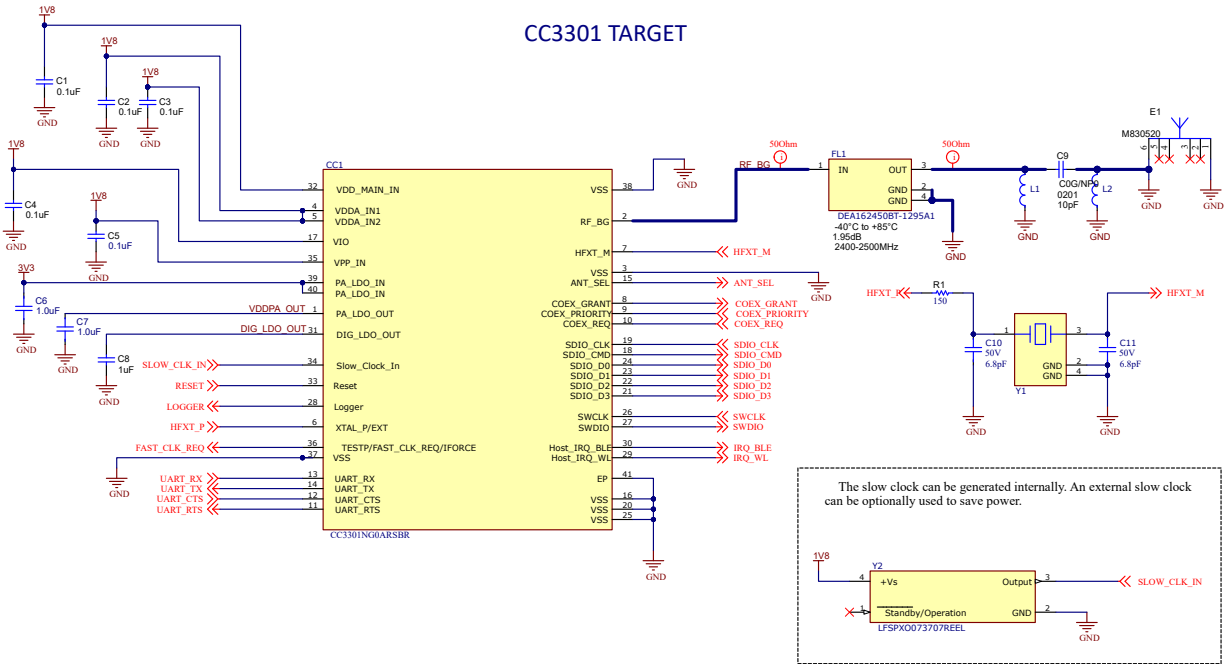 CC3301 TARGET
1V8
C1
0.1uF
GND
1V8
C2
0.1uF
GND
1V8
C3
0.1uF
GND
1V8
C4
0.1uF
GND
1V8
C5
0.1uF
GND
3V3
C6
1.0uF
GND
C7
1.0uF
GND
C8
1uF
GND
VDDPA_OUT
DIG_LDO_OUT
SLOW_CLK_IN
RESET
LOGGER
HFXT_P
FAST_CLK_REQ
GND
UART_RX
UART_TX
UART_CTS
UART_RTS
CC1
32 VDD_MAIN_IN
4 VDDA_IN1
5 VDDA_IN2
17 VIO
35 VPP_IN
39 PA_LDO_IN
40 PA_LDO_IN
1 PA_LDO_OUT
31 DIG_LDO_OUT
34 Slow_Clock_In
33 Reset
28 Logger
6 XTAL_P/EXT
36 TESTP/FAST_CLK_REQ/IFORCE
37 VSS
13 UART_RX
14 UART_TX
12 UART_CTS
11 UART_RTS
VSS 38
RF_BG 2
HFXT_M 7
VSS 3
ANT_SEL 15
COEX_GRANT 8
COEX_PRIORITY 9
COEX_REQ 10
SDIO_CLK 19
SDIO_CMD 18
SDIO_D0 24
SDIO_D1 23
SDIO_D2 22
SDIO_D3 21
SWCLK 26
SWDIO 27
Host_IRQ_BLE 30
Host_IRQ_WL 29
EP 41
VSS 16
VSS 20
VSS 25
CC3301NG0ARSBR
GND
HFXT_M
GND
ANT_SEL
COEX_GRANT
COEX_PRIORITY
COEX_REQ
SDIO_CLK
SDIO_CMD
SDIO_D0
SDIO_D1
SDIO_D2
SDIO_D3
SWCLK
SWDIO
IRQ_BLE
IRQ_WL
GND
RF_BG
50Ohm
i
FL1
1 IN
OUT 3
GND 2
GND 4
DEA162450BT-1295A1
-40°C to +85°C
1.95dB
2400-2500MHz
GND
50Ohm
i
L1
GND
C9
C0G/NP0
0201
10pF
L2
GND
E1
M830520
6 5 4 3 2 1
GND
GND
HFXT_P
R1
150
HFXT_M
C10
50V
6.8pF
GND
1
3
GND 2
GND 4
Y1
C11
50V
6.8pF
GND
The slow clock can be generated internally. An external slow clock
can be optionally used to save power.
1V8
Y2
4 +Vs
Output 3
SLOW_CLK_IN
1 Standby/Operation
GND 2
LFSPXO073707REEL
GND